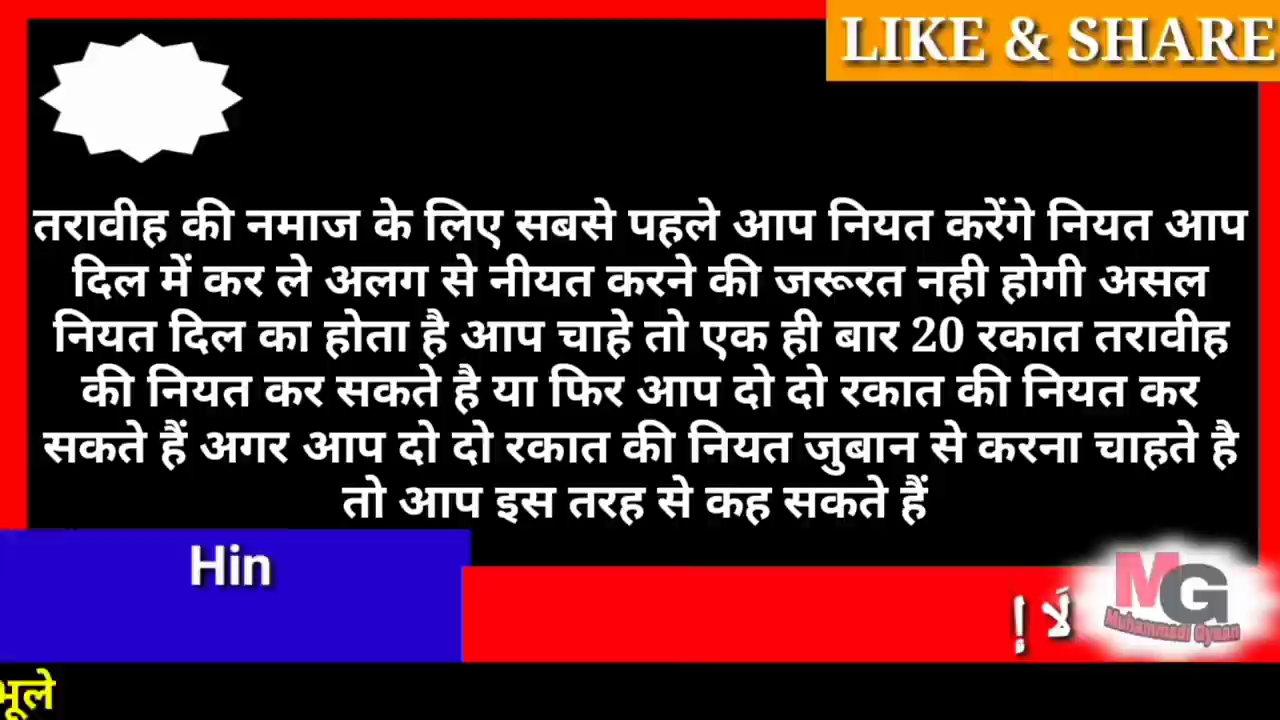 LIKE & SHARE
तरावीह की नमाज के लिए सबसे पहले आप नियत करेंगे नियत आप
दिल में कर ले अलग से नीयत करने की जरूरत नही होगी असल
नियत दिल का होता है आप चाहे तो एक ही बार 20 रकात तरावीह
की नियत कर सकते है या फिर आप दो दो रकात की नियत कर
सकते हैं अगर आप दो दो रकात की नियत जुबान से करना चाहते है
तो आप इस तरह से कह सकते हैं
Hin
لَا إ
MG
Muhammadi Gyaan
भूले